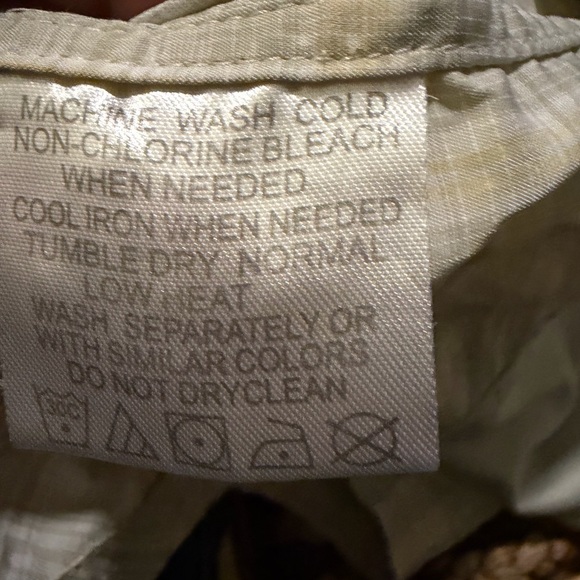 MACHINE WASH COLD
NON-CHLORINE BLEACH
WHEN NEEDED
COOL IRON WHEN NEEDED
TUMBLE DRY NORMAL
LOW HEAT
WASH SEPARATELY OR
WITH SIMILAR COLORS
DO NOT DRYCLEAN
30C